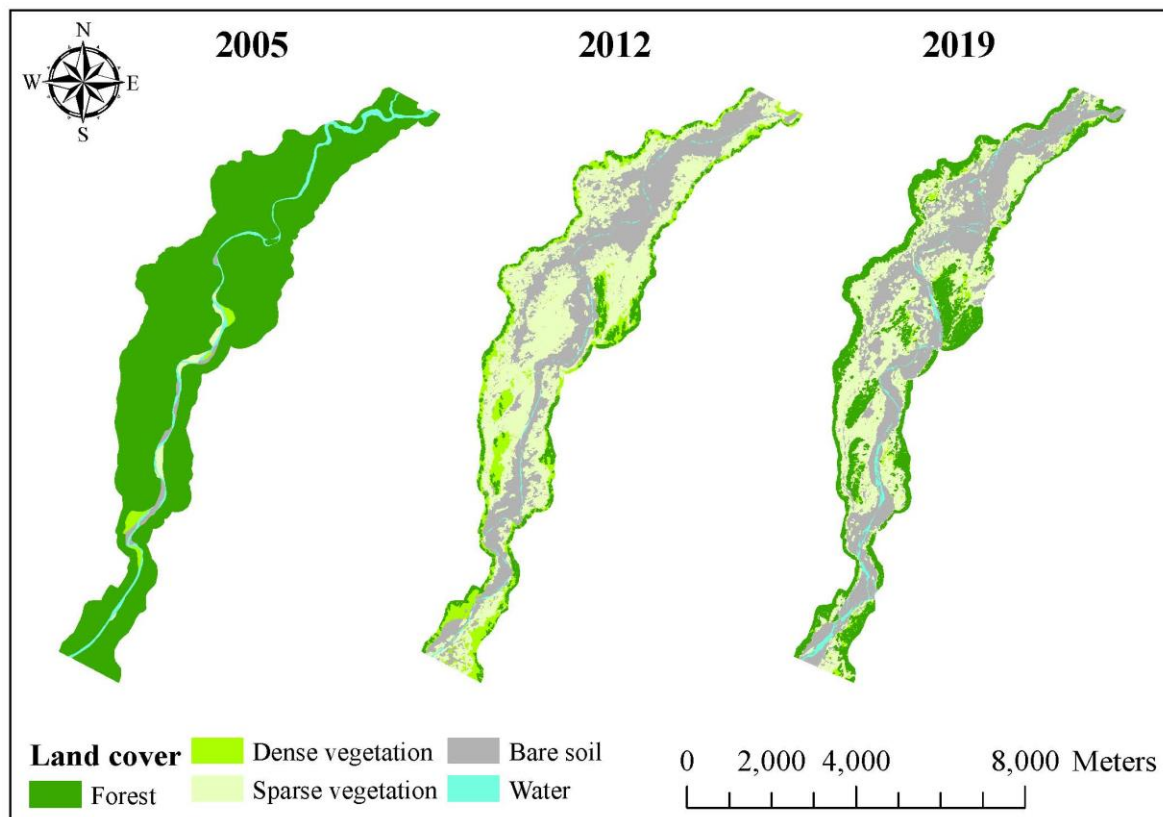 2005
2012
2019
N
W E
S
Land cover
Forest
Dense vegetation
Sparse vegetation
Bare soil
Water
0 2,000 4,000 8,000 Meters